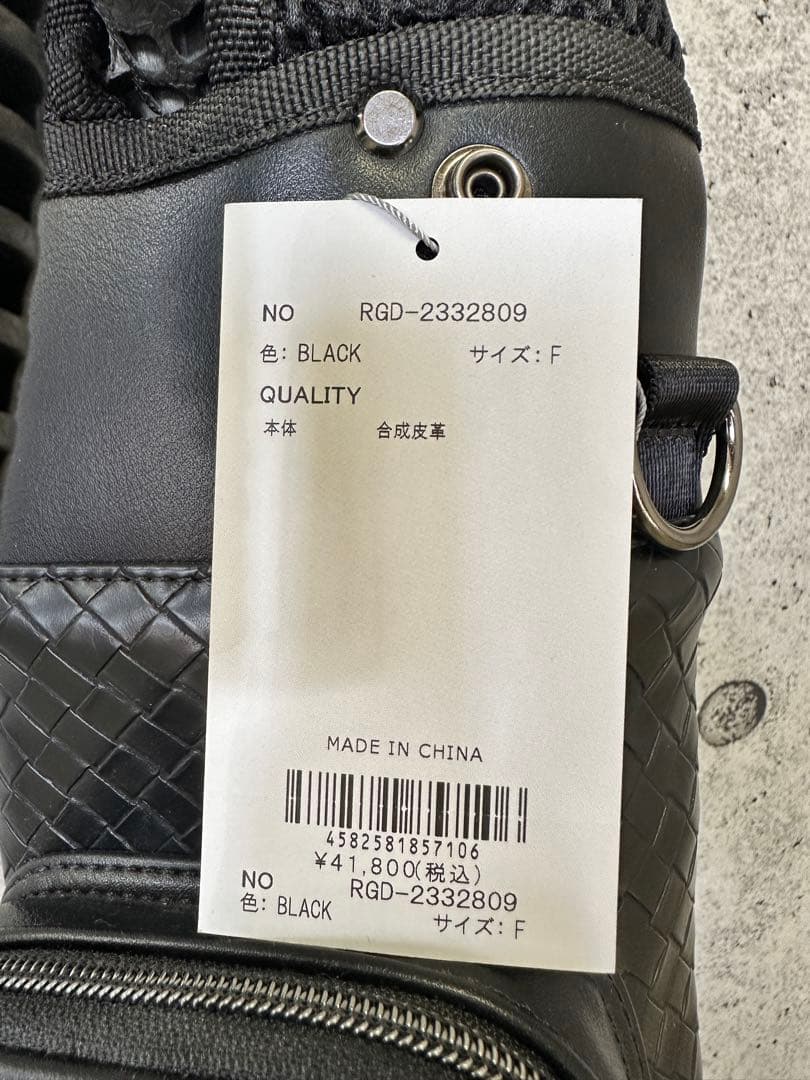 NO RGD-2332809
色: BLACK サイズ: F
QUALITY
本体 合成皮革
MADE IN CHINA
4582581857106
¥41,800(税込)
NO RGD-2332809
色: BLACK サイズ: F